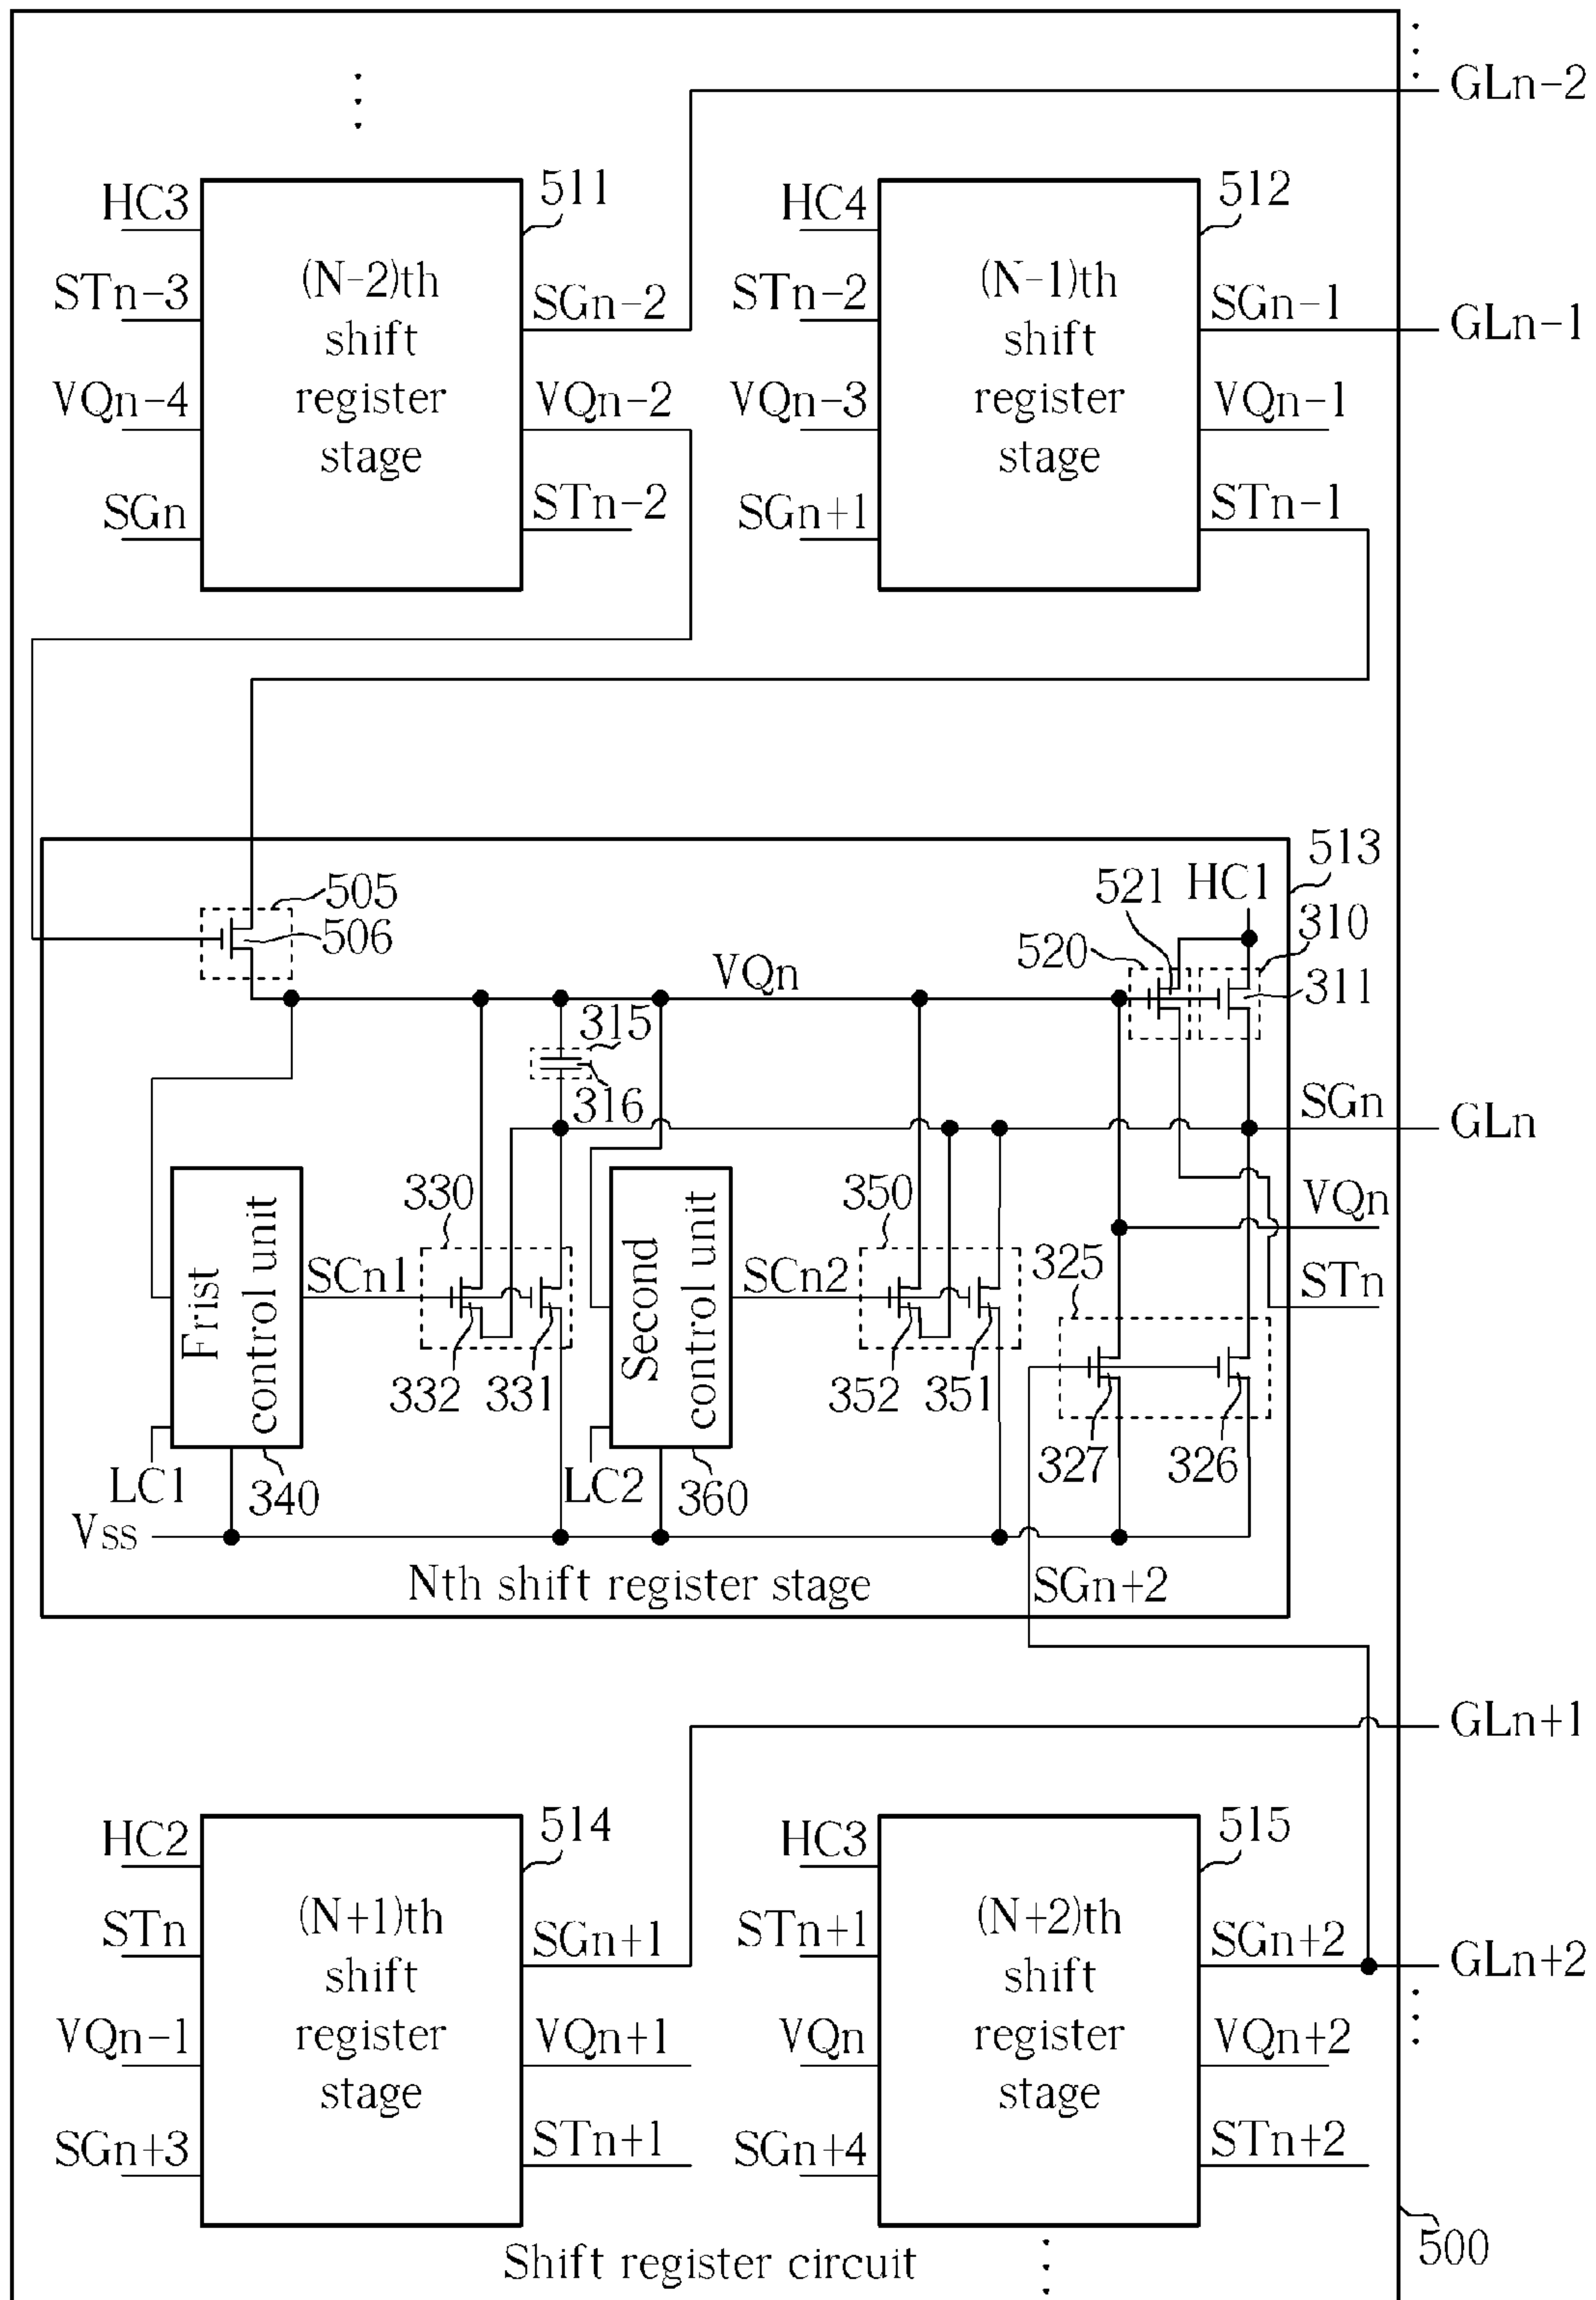 GLn-2
HC3
511
HC4
512
STn-3
(N-2)th
shift
register
stage
SGn-2
STn-2
(N-1)th
shift
register
stage
SGn-1
GLn-1
VQn-4
VQn-2
VQn-3
VQn-1
SGn
STn-2
SGn+1
STn-1
513
505
506
521
HC1
310
520
311
VQn
315
316
SGn
GLn
330
350
VQn
325
STn
Frist
control unit
SCn1
Second
control unit
SCn2
332
331
352
351
327
326
LC1
340
LC2
360
Vss
Nth shift register stage
SGn+2
GLn+1
HC2
514
HC3
515
STn
(N+1)th
shift
register
stage
SGn+1
STn+1
(N+2)th
shift
register
stage
SGn+2
GLn+2
VQn-1
VQn+1
VQn
VQn+2
SGn+3
STn+1
SGn+4
STn+2
Shift register circuit
500